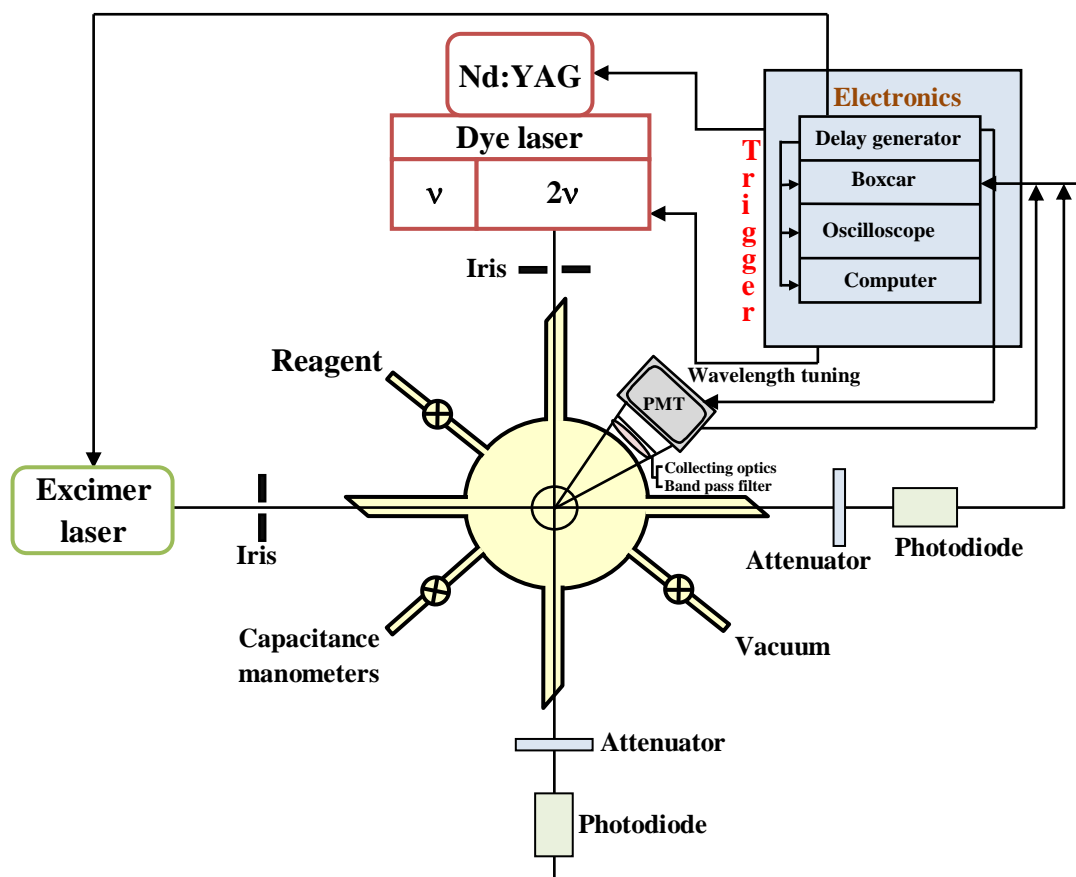 Nd:YAG
Dye laser
ν
2ν
Iris
Electronics
Trigger
Delay generator
Boxcar
Oscilloscope
Computer
Wavelength tuning
Reagent
PMT
Collecting optics
Band pass filter
Excimer
laser
Iris
Attenuator
Photodiode
Capacitance
manometers
Vacuum
Attenuator
Photodiode